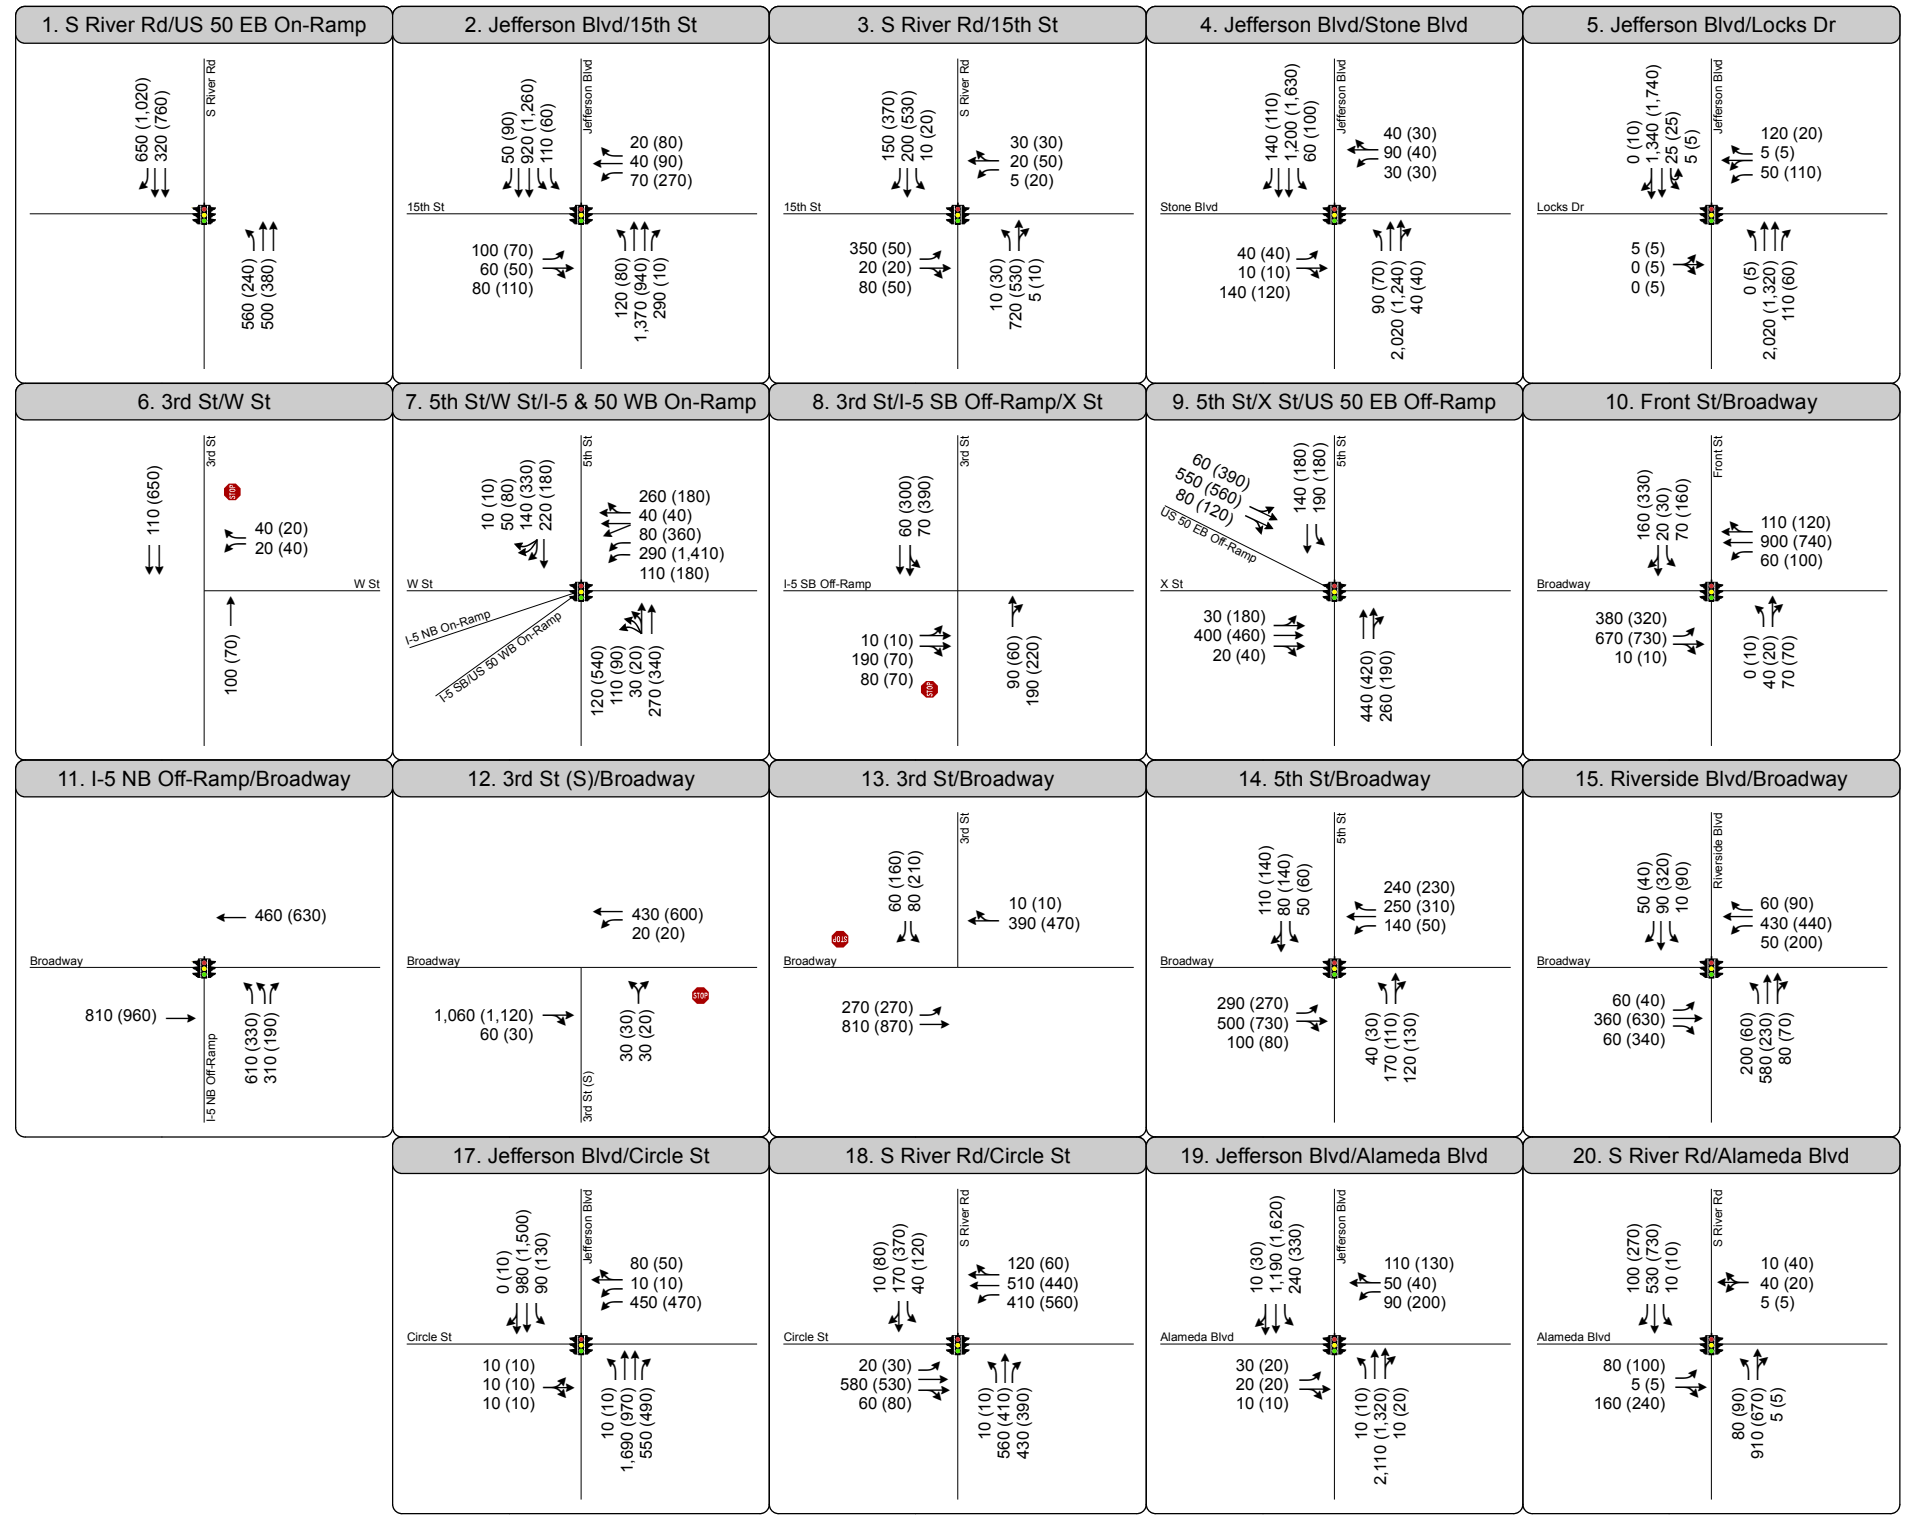 1. S River Rd/US 50 EB On-Ramp
650 (1,020)
320 (760)
S River Rd
560 (240)
500 (380)
2. Jefferson Blvd/15th St
50 (90)
920 (1,260)
110 (60)
Jefferson Blvd
20 (80)
40 (90)
70 (270)
15th St
100 (70)
60 (50)
80 (110)
120 (80)
1,370 (940)
290 (10)
3. S River Rd/15th St
150 (370)
200 (530)
10 (20)
S River Rd
30 (30)
20 (50)
5 (20)
15th St
350 (50)
20 (20)
80 (50)
10 (30)
720 (530)
5 (10)
4. Jefferson Blvd/Stone Blvd
140 (110)
1,200 (1,630)
60 (100)
Jefferson Blvd
40 (30)
90 (40)
30 (30)
Stone Blvd
40 (40)
10 (10)
140 (120)
90 (70)
2,020 (1,240)
40 (40)
5. Jefferson Blvd/Locks Dr
0 (10)
1,340 (1,740)
25 (25)
5 (5)
Jefferson Blvd
120 (20)
5 (5)
50 (110)
Locks Dr
5 (5)
0 (5)
0 (5)
0 (5)
2,020 (1,320)
110 (60)
6. 3rd St/W St
110 (650)
3rd St
STOP
40 (20)
20 (40)
W St
100 (70)
7. 5th St/W St/I-5 & 50 WB On-Ramp
10 (10)
50 (80)
140 (330)
220 (180)
5th St
260 (180)
40 (40)
80 (360)
290 (1,410)
110 (180)
W St
I-5 NB On-Ramp
I-5 SB/US 50 WB On-Ramp
120 (540)
110 (90)
30 (20)
270 (340)
8. 3rd St/I-5 SB Off-Ramp/X St
60 (300)
70 (390)
3rd St
I-5 SB Off-Ramp
10 (10)
190 (70)
80 (70)
STOP
90 (60)
190 (220)
9. 5th St/X St/US 50 EB Off-Ramp
60 (390)
550 (560)
80 (120)
US 50 EB Off-Ramp
140 (180)
190 (180)
5th St
X St
30 (180)
400 (460)
20 (40)
440 (420)
260 (190)
10. Front St/Broadway
160 (330)
20 (30)
70 (160)
Front St
110 (120)
900 (740)
60 (100)
Broadway
380 (320)
670 (730)
10 (10)
0 (10)
40 (20)
70 (70)
11. I-5 NB Off-Ramp/Broadway
460 (630)
Broadway
810 (960)
I-5 NB Off-Ramp
610 (330)
310 (190)
12. 3rd St (S)/Broadway
430 (600)
20 (20)
Broadway
STOP
1,060 (1,120)
60 (30)
3rd St (S)
30 (30)
30 (20)
13. 3rd St/Broadway
60 (160)
80 (210)
3rd St
10 (10)
390 (470)
STOP
Broadway
270 (270)
810 (870)
14. 5th St/Broadway
110 (140)
80 (140)
50 (60)
5th St
240 (230)
250 (310)
140 (50)
Broadway
290 (270)
500 (730)
100 (80)
40 (30)
170 (110)
120 (130)
15. Riverside Blvd/Broadway
50 (40)
90 (320)
10 (90)
Riverside Blvd
60 (90)
430 (440)
50 (200)
Broadway
60 (40)
360 (630)
60 (340)
200 (60)
580 (230)
80 (70)
17. Jefferson Blvd/Circle St
0 (10)
980 (1,500)
90 (130)
Jefferson Blvd
80 (50)
10 (10)
450 (470)
Circle St
10 (10)
10 (10)
10 (10)
10 (10)
1,690 (970)
550 (490)
18. S River Rd/Circle St
10 (80)
170 (370)
40 (120)
S River Rd
120 (60)
510 (440)
410 (560)
Circle St
20 (30)
580 (530)
60 (80)
10 (10)
560 (410)
430 (390)
19. Jefferson Blvd/Alameda Blvd
10 (30)
1,190 (1,620)
240 (330)
Jefferson Blvd
110 (130)
50 (40)
90 (200)
Alameda Blvd
30 (20)
20 (20)
10 (10)
10 (10)
2,110 (1,320)
10 (20)
20. S River Rd/Alameda Blvd
100 (270)
530 (730)
10 (10)
S River Rd
10 (40)
40 (20)
5 (5)
Alameda Blvd
80 (100)
5 (5)
160 (240)
80 (90)
910 (670)
5 (5)